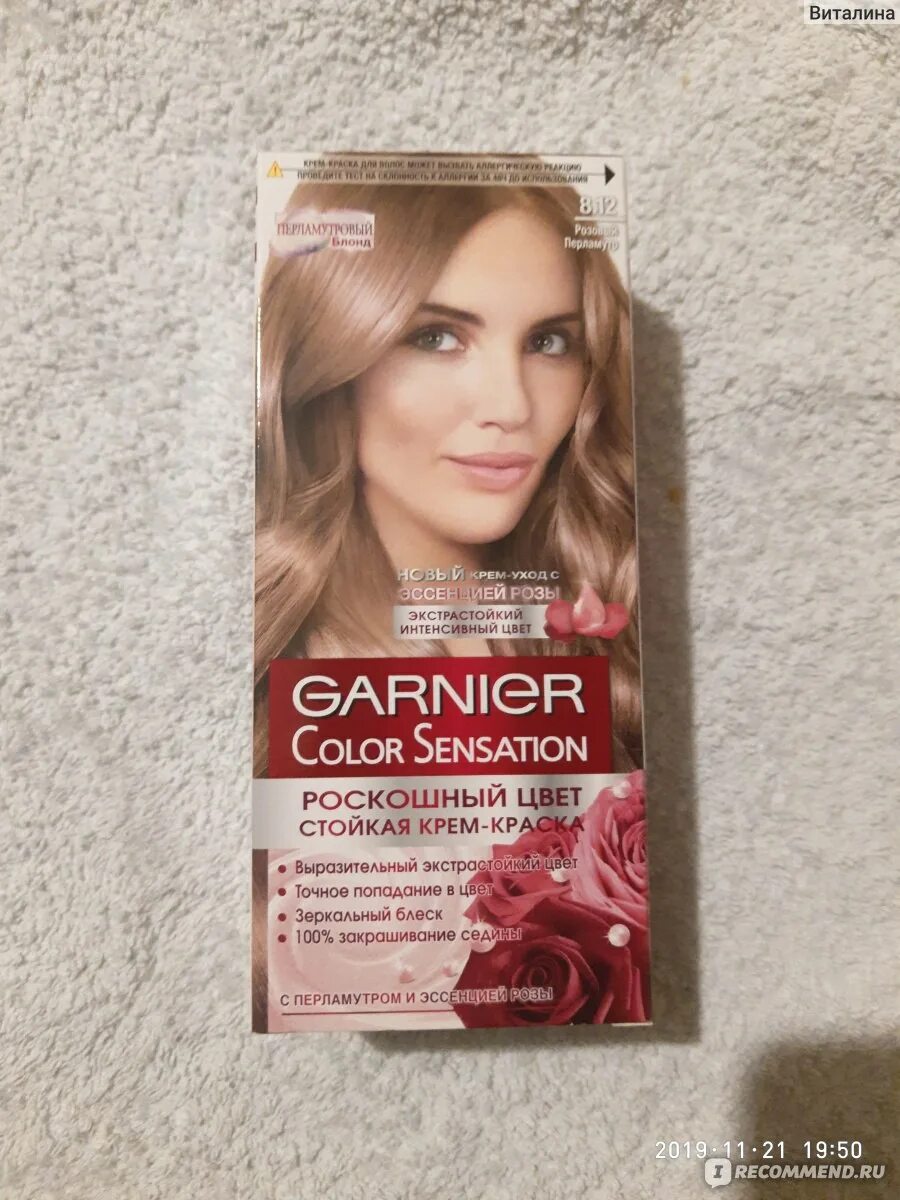 Виталина
КРЕМ-КРАСКА ДЛЯ ВОЛОС МОЖЕТ ВЫЗВАТЬ АЛЛЕРГИЧЕСКУЮ РЕАКЦИЮ
ПРОВЕДИТЕ ТЕСТ НА СКЛОННОСТЬ К АЛЛЕРГИИ ЗА 48Ч ДО ИСПОЛЬЗОВАНИЯ
ПЕРЛАМУТРОВЫЙ
Блонд
8.12
Розовый
Перламутр
НОВЫЙ КРЕМ-УХОД С
ЭССЕНЦИЕЙ РОЗЫ
ЭКСТРАСТОЙКИЙ
ИНТЕНСИВНЫЙ ЦВЕТ
GARNIER
COLOR SENSATION
РОСКОШНЫЙ ЦВЕТ
СТОЙКАЯ КРЕМ-КРАСКА
• Выразительный экстрастойкий цвет
• Точное попадание в цвет
• Зеркальный блеск
• 100% закрашивание седины
С ПЕРЛАМУТРОМ И ЭССЕНЦИЕЙ РОЗЫ
2019·11·21 19:50
IRECOMMEND.RU